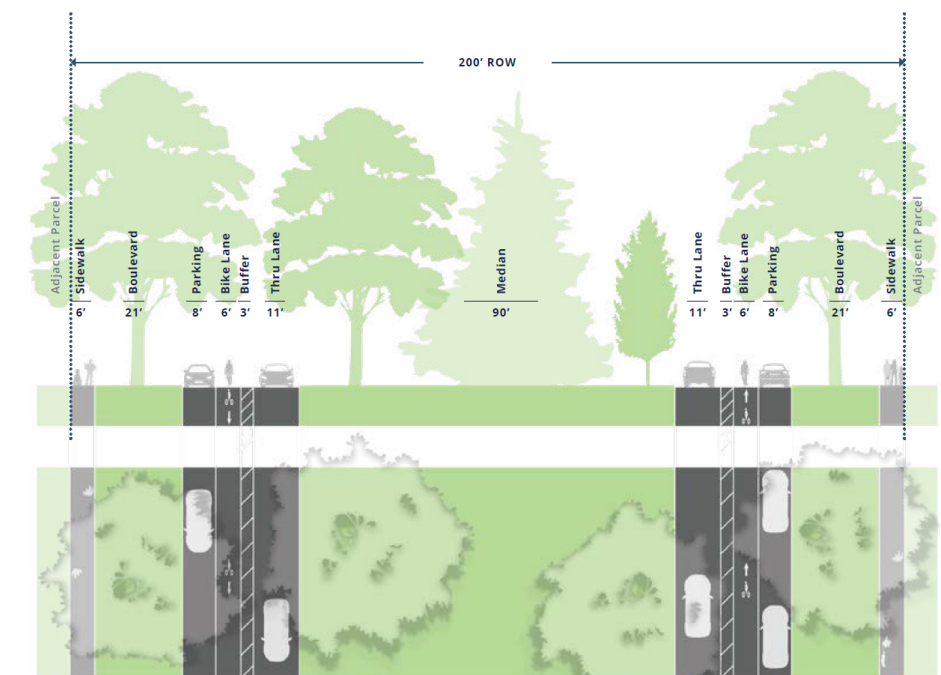 200’ ROW
Adjacent Parcel
Sidewalk
6’
Boulevard
21’
Parking
8’
Bike Lane
6’
Buffer
3’
Thru Lane
11’
Median
90’
Thru Lane
11’
Buffer
3’
Bike Lane
6’
Parking
8’
Boulevard
21’
Sidewalk
6’
Adjacent Parcel